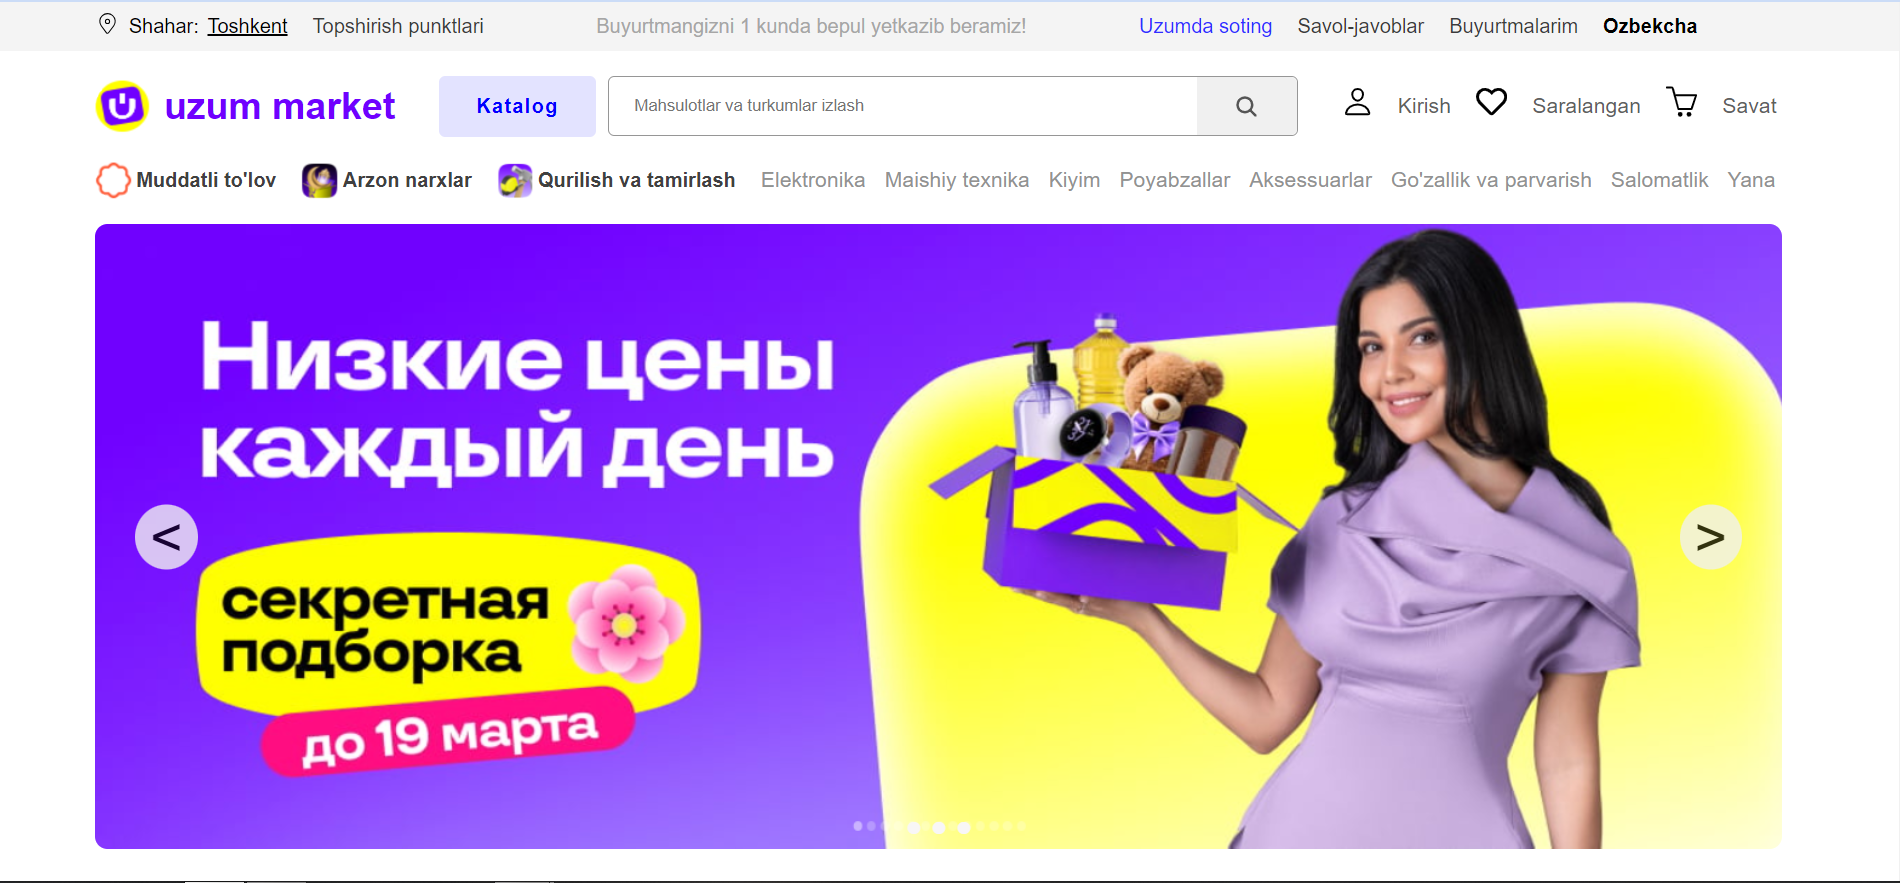 Shahar: Toshkent Topshirish punktlari Buyurtmangizni 1 kunda bepul yetkazib beramiz! Uzumda soting Savol-javoblar Buyurtmalarim Ozbekcha
uzum market Katalog Mahsulotlar va turkumlar izlash Kirish Saralangan Savat
Muddatli to'lov Arzon narxlar Qurilish va tamirlash Elektronika Maishiy texnika Kiyim Poyabzallar Aksessuarlar Go'zallik va parvarish Salomatlik Yana
Низкие цены
каждый день
< >
секретная
подборка
до 19 марта